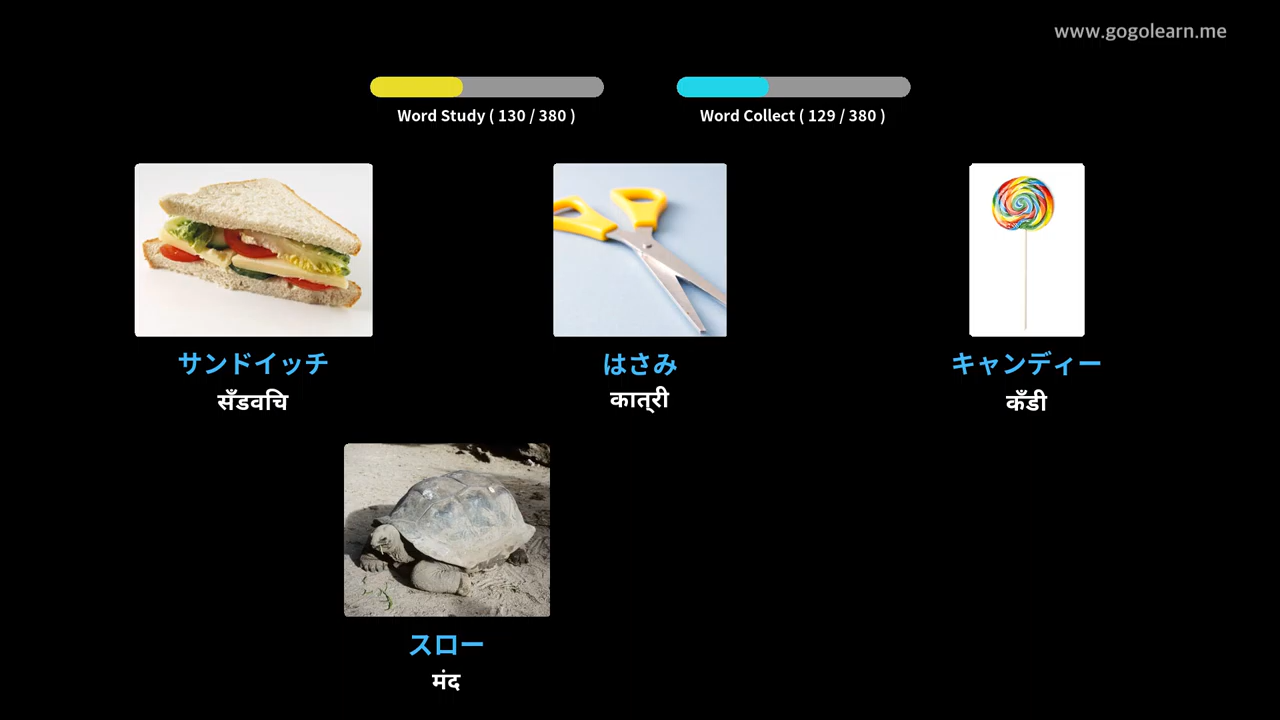 www.gogolearn.me
Word Study ( 130 / 380 )
Word Collect ( 129 / 380 )
サンドイッチ
सँडवचि
はさみ
कात्री
キャンディー
कँडी
スロー
मंद